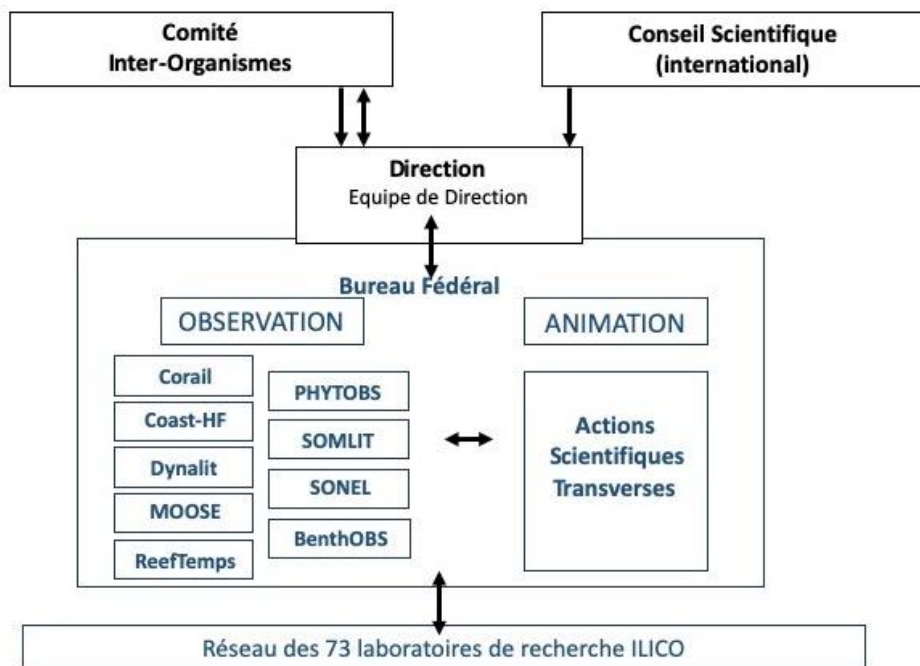 Comité
Inter-Organismes
Conseil Scientifique
(international)
Direction
Equipe de Direction
Bureau Fédéral
OBSERVATION
ANIMATION
Corail
Coast-HF
Dynalit
MOOSE
ReefTemps
PHYTOBS
SOMLIT
SONEL
BenthOBS
Actions
Scientifiques
Transverses
Réseau des 73 laboratoires de recherche ILICO